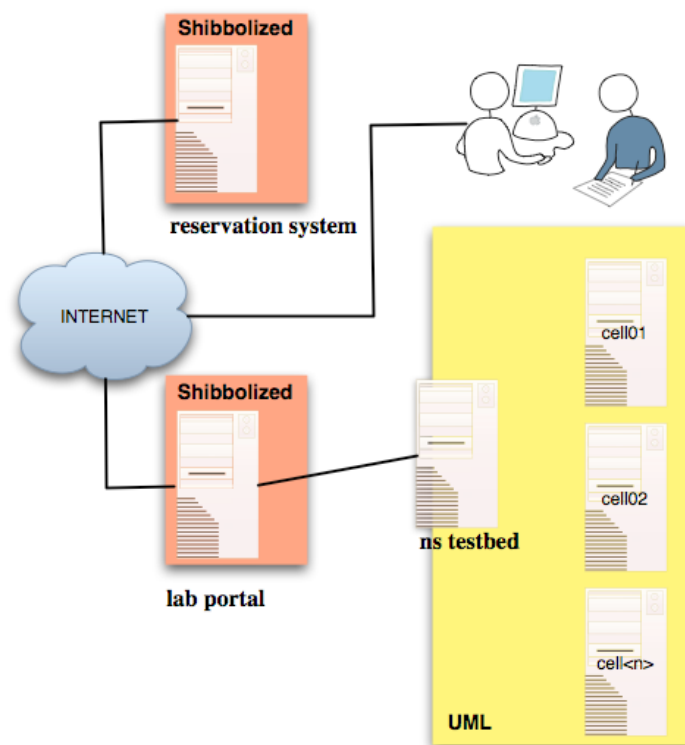 Shibbolized
reservation system
INTERNET
cell01
Shibbolized
cell02
ns testbed
lab portal
cell<n>
UML